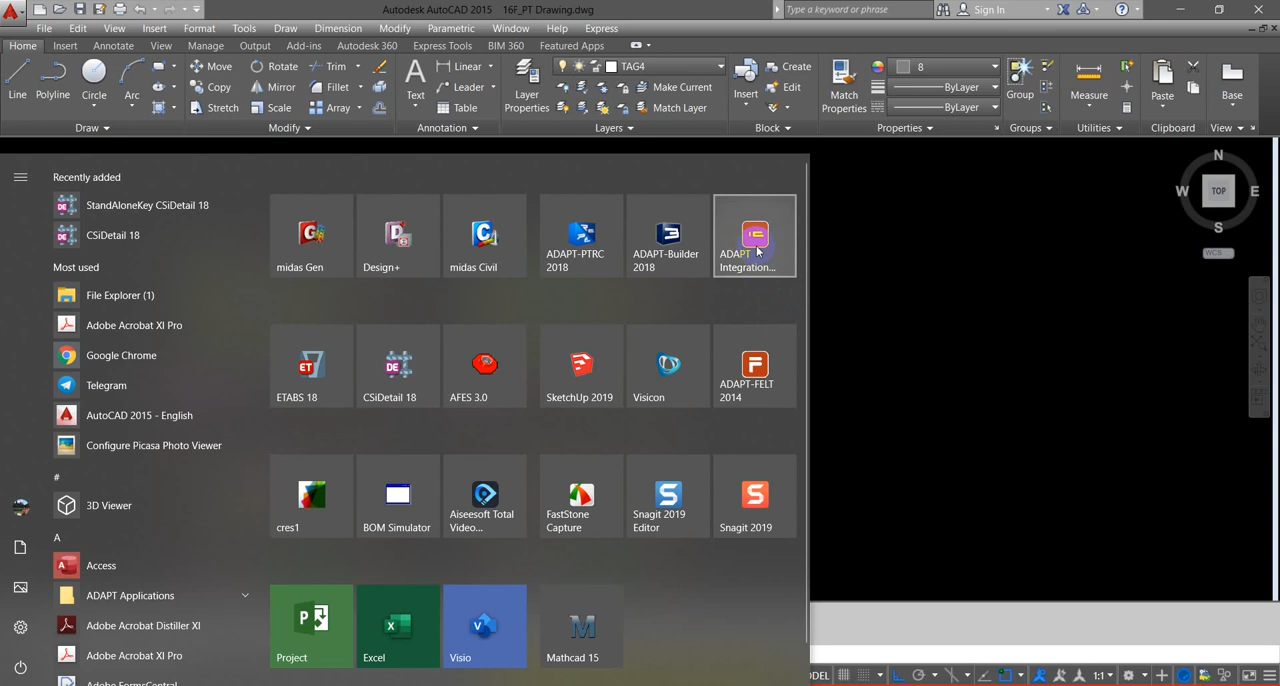 Autodesk AutoCAD 2015 16F_PT Drawing.dwg
Type a keyword or phrase
Sign In
File Edit View Insert Format Tools Draw Dimension Modify Parametric Window Help Express
Home Insert Annotate View Manage Output Add-ins Autodesk 360 Express Tools BIM 360 Featured Apps
Line
Polyline
Circle
Arc
Draw
Move
Copy
Stretch
Rotate
Mirror
Scale
Trim
Fillet
Array
Modify
Text
Linear
Leader
Table
Annotation
Layer Properties
TAG4
Make Current
Match Layer
Layers
Insert
Create
Edit
Block
Match Properties
8
ByLayer
ByLayer
Properties
Group
Groups
Measure
Utilities
Paste
Clipboard
Base
View
Recently added
StandAloneKey CSiDetail 18
CSiDetail 18
Most used
File Explorer (1)
Adobe Acrobat XI Pro
Google Chrome
Telegram
AutoCAD 2015 - English
Configure Picasa Photo Viewer
#
3D Viewer
A
Access
ADAPT Applications
Adobe Acrobat Distiller XI
Adobe Acrobat XI Pro
midas Gen
Design+
midas Civil
ADAPT-PTRC 2018
ADAPT-Builder 2018
ADAPT Integration...
ETABS 18
CSiDetail 18
AFES 3.0
SketchUp 2019
Visicon
ADAPT-FELT 2014
cres1
BOM Simulator
Aiseesoft Total Video...
FastStone Capture
Snagit 2019 Editor
Snagit 2019
Project
Excel
Visio
Mathcad 15
N
W TOP E
S
WCS
1:1